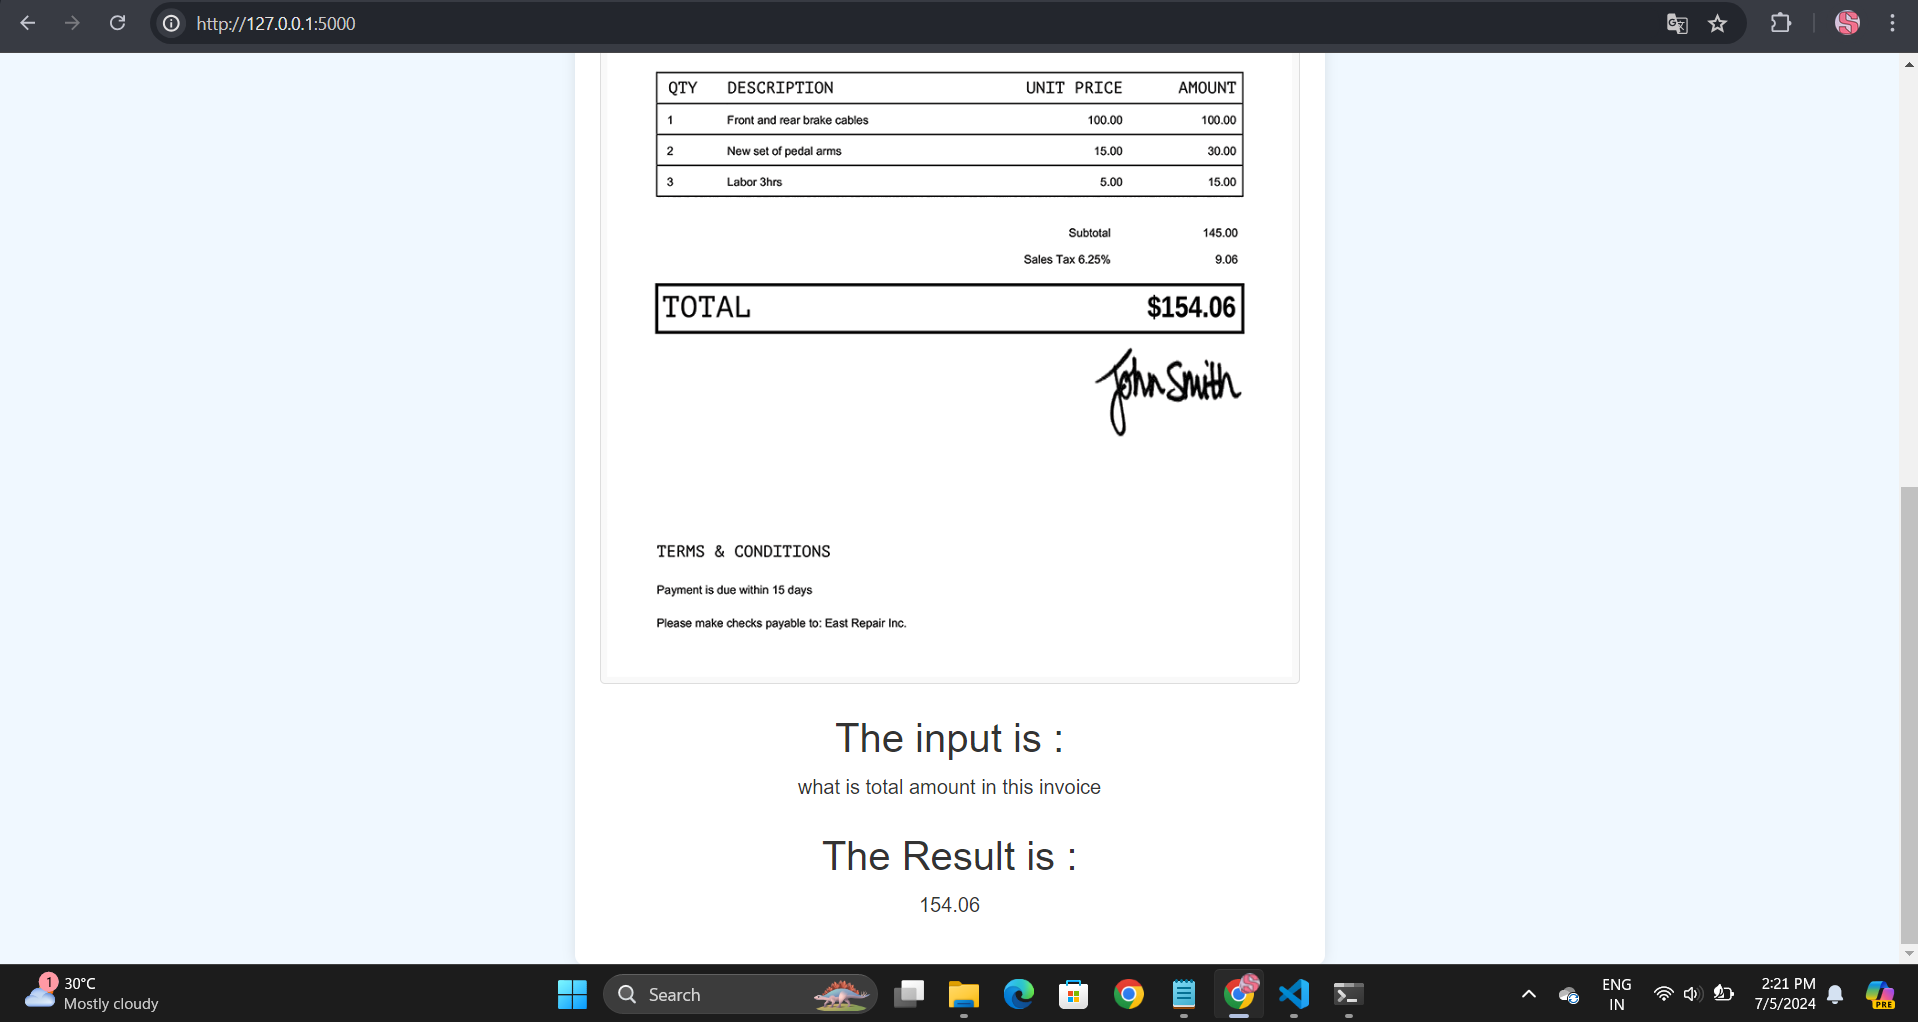 http://127.0.0.1:5000
QTY DESCRIPTION UNIT PRICE AMOUNT
1 Front and rear brake cables 100.00 100.00
2 New set of pedal arms 15.00 30.00
3 Labor 3hrs 5.00 15.00
Subtotal 145.00
Sales Tax 6.25% 9.06
TOTAL $154.06
John Smith
TERMS & CONDITIONS
Payment is due within 15 days
Please make checks payable to: East Repair Inc.
The input is :
what is total amount in this invoice
The Result is :
154.06
1
30°C
Mostly cloudy
Search
ENG
IN
2:21 PM
7/5/2024
PRE